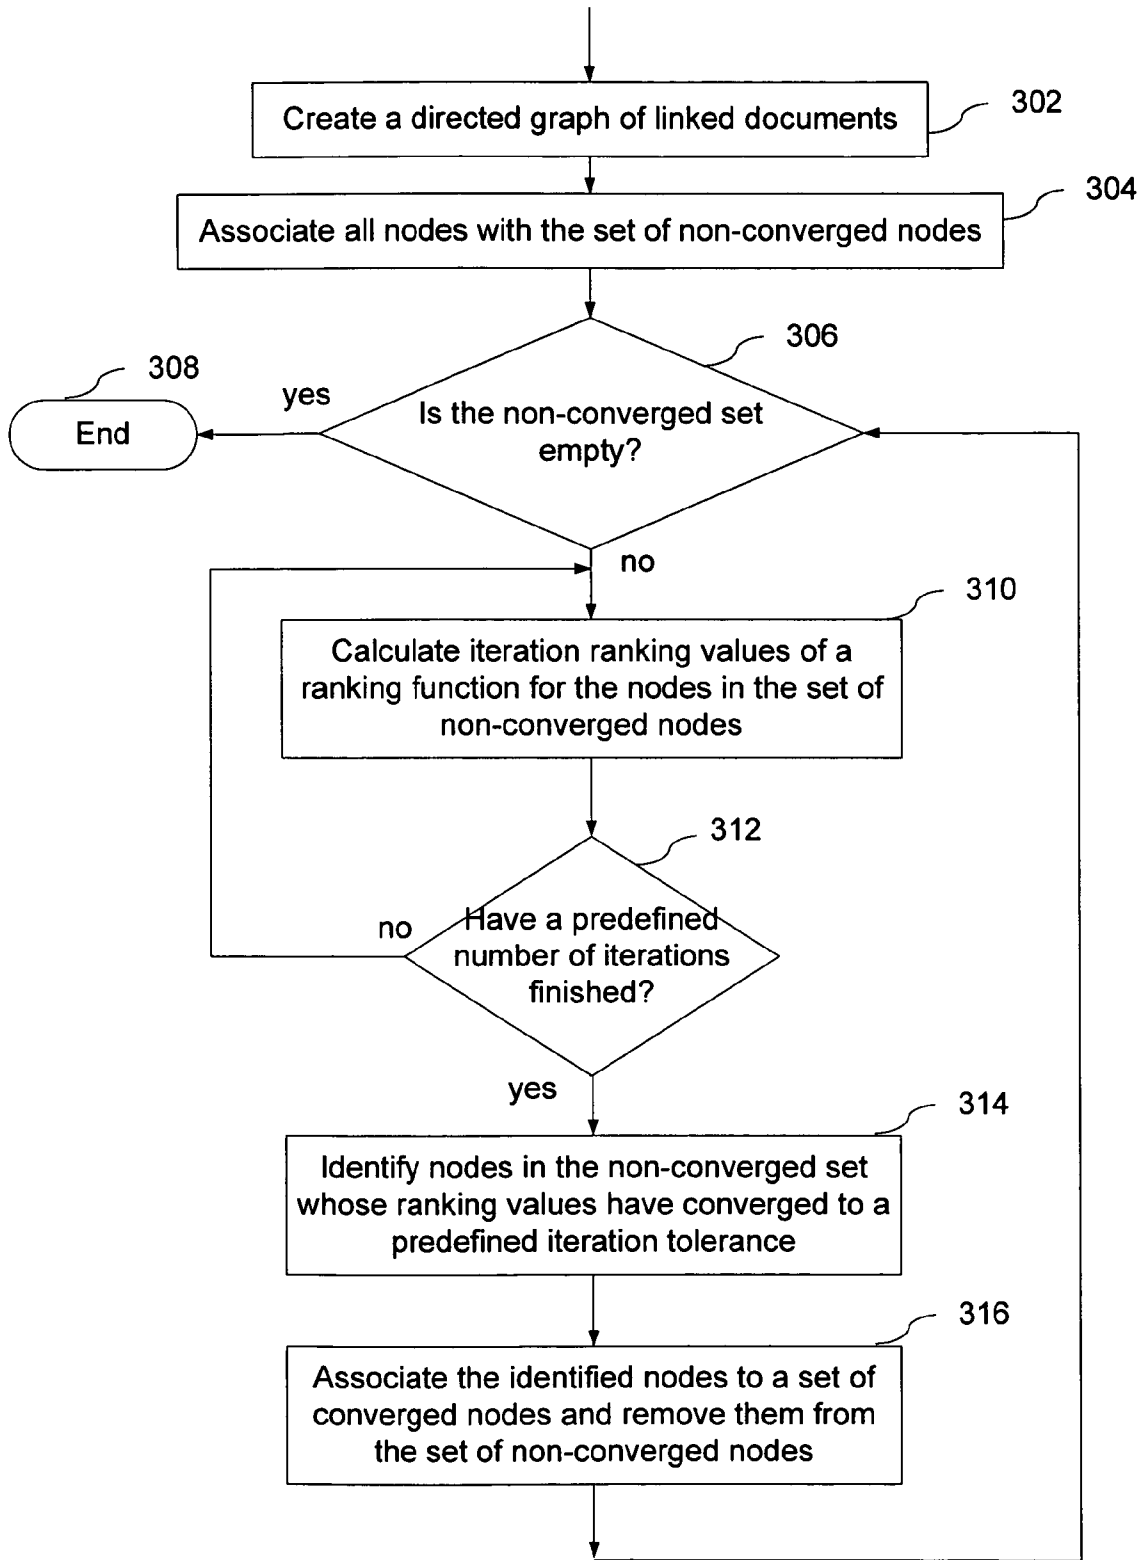 302
Create a directed graph of linked documents
304
Associate all nodes with the set of non-converged nodes
306
308
yes
Is the non-converged set
empty?
End
no
310
Calculate iteration ranking values of a
ranking function for the nodes in the set of
non-converged nodes
312
no
Have a predefined
number of iterations
finished?
yes
314
Identify nodes in the non-converged set
whose ranking values have converged to a
predefined iteration tolerance
316
Associate the identified nodes to a set of
converged nodes and remove them from
the set of non-converged nodes